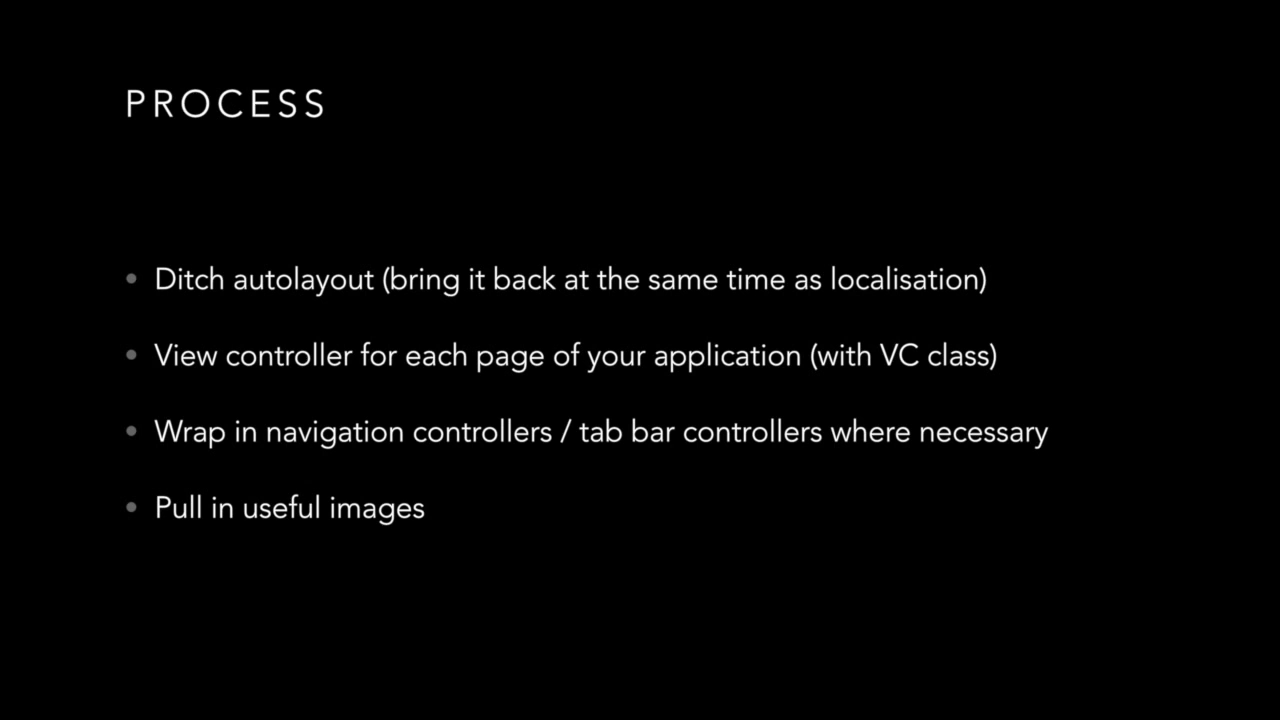 PROCESS
• Ditch autolayout (bring it back at the same time as localisation)
• View controller for each page of your application (with VC class)
• Wrap in navigation controllers / tab bar controllers where necessary
• Pull in useful images